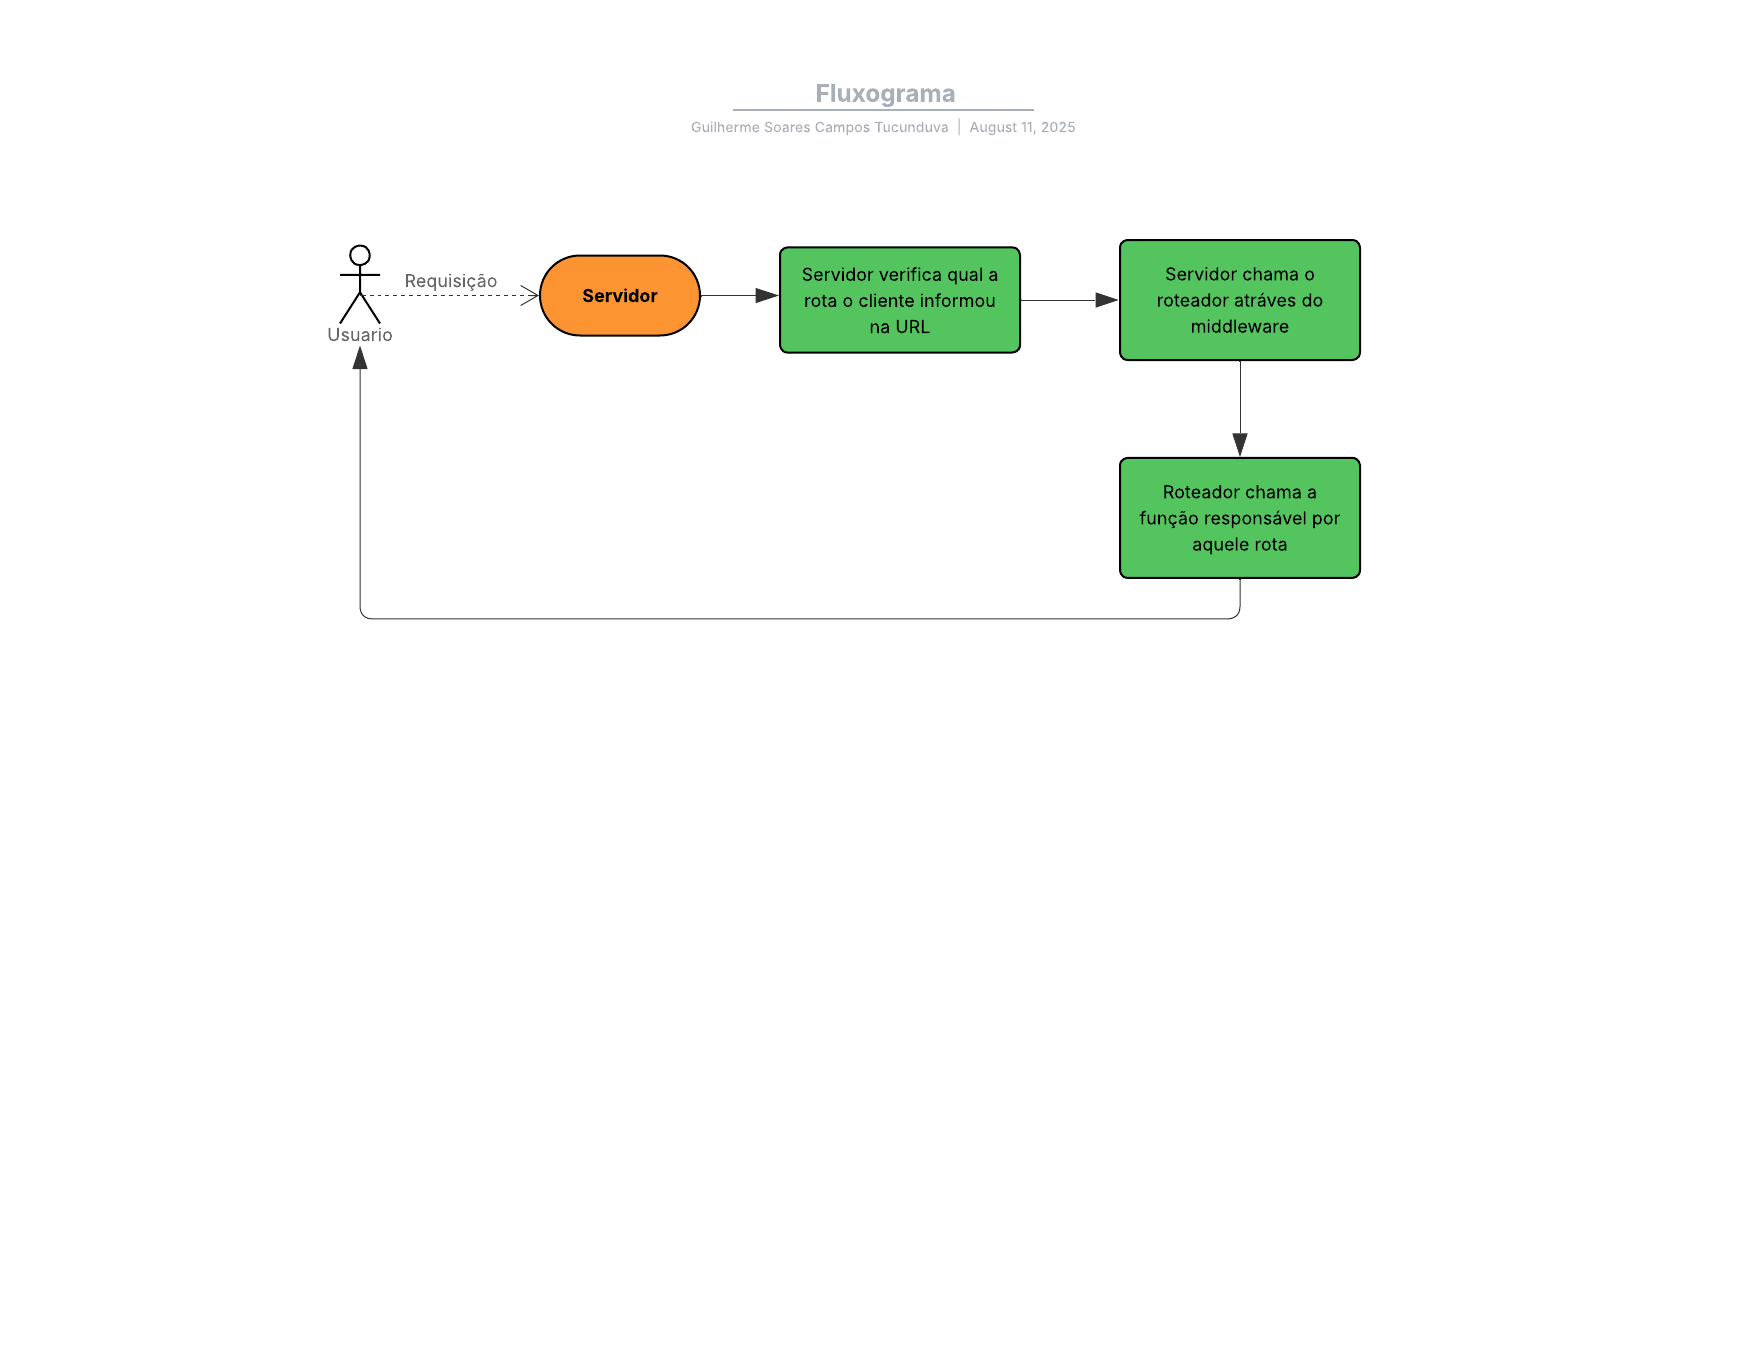 Fluxograma
Guilherme Soares Campos Tucunduva | August 11, 2025
Requisição
Usuario
Servidor
Servidor verifica qual a
rota o cliente informou
na URL
Servidor chama o
roteador atráves do
middleware
Roteador chama a
função responsável por
aquele rota